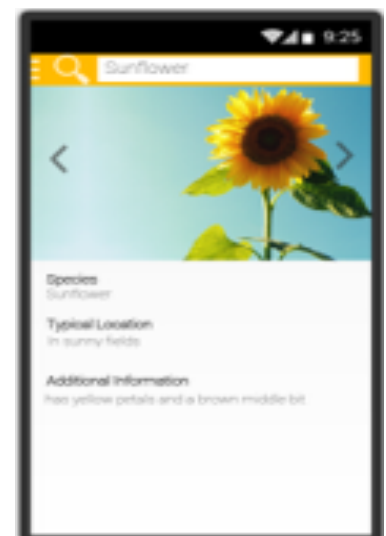 9:25
Sunflower
Species
Sunflower
Typical Location
In sunny fields
Additional Information
has yellow petals and a brown middle bit